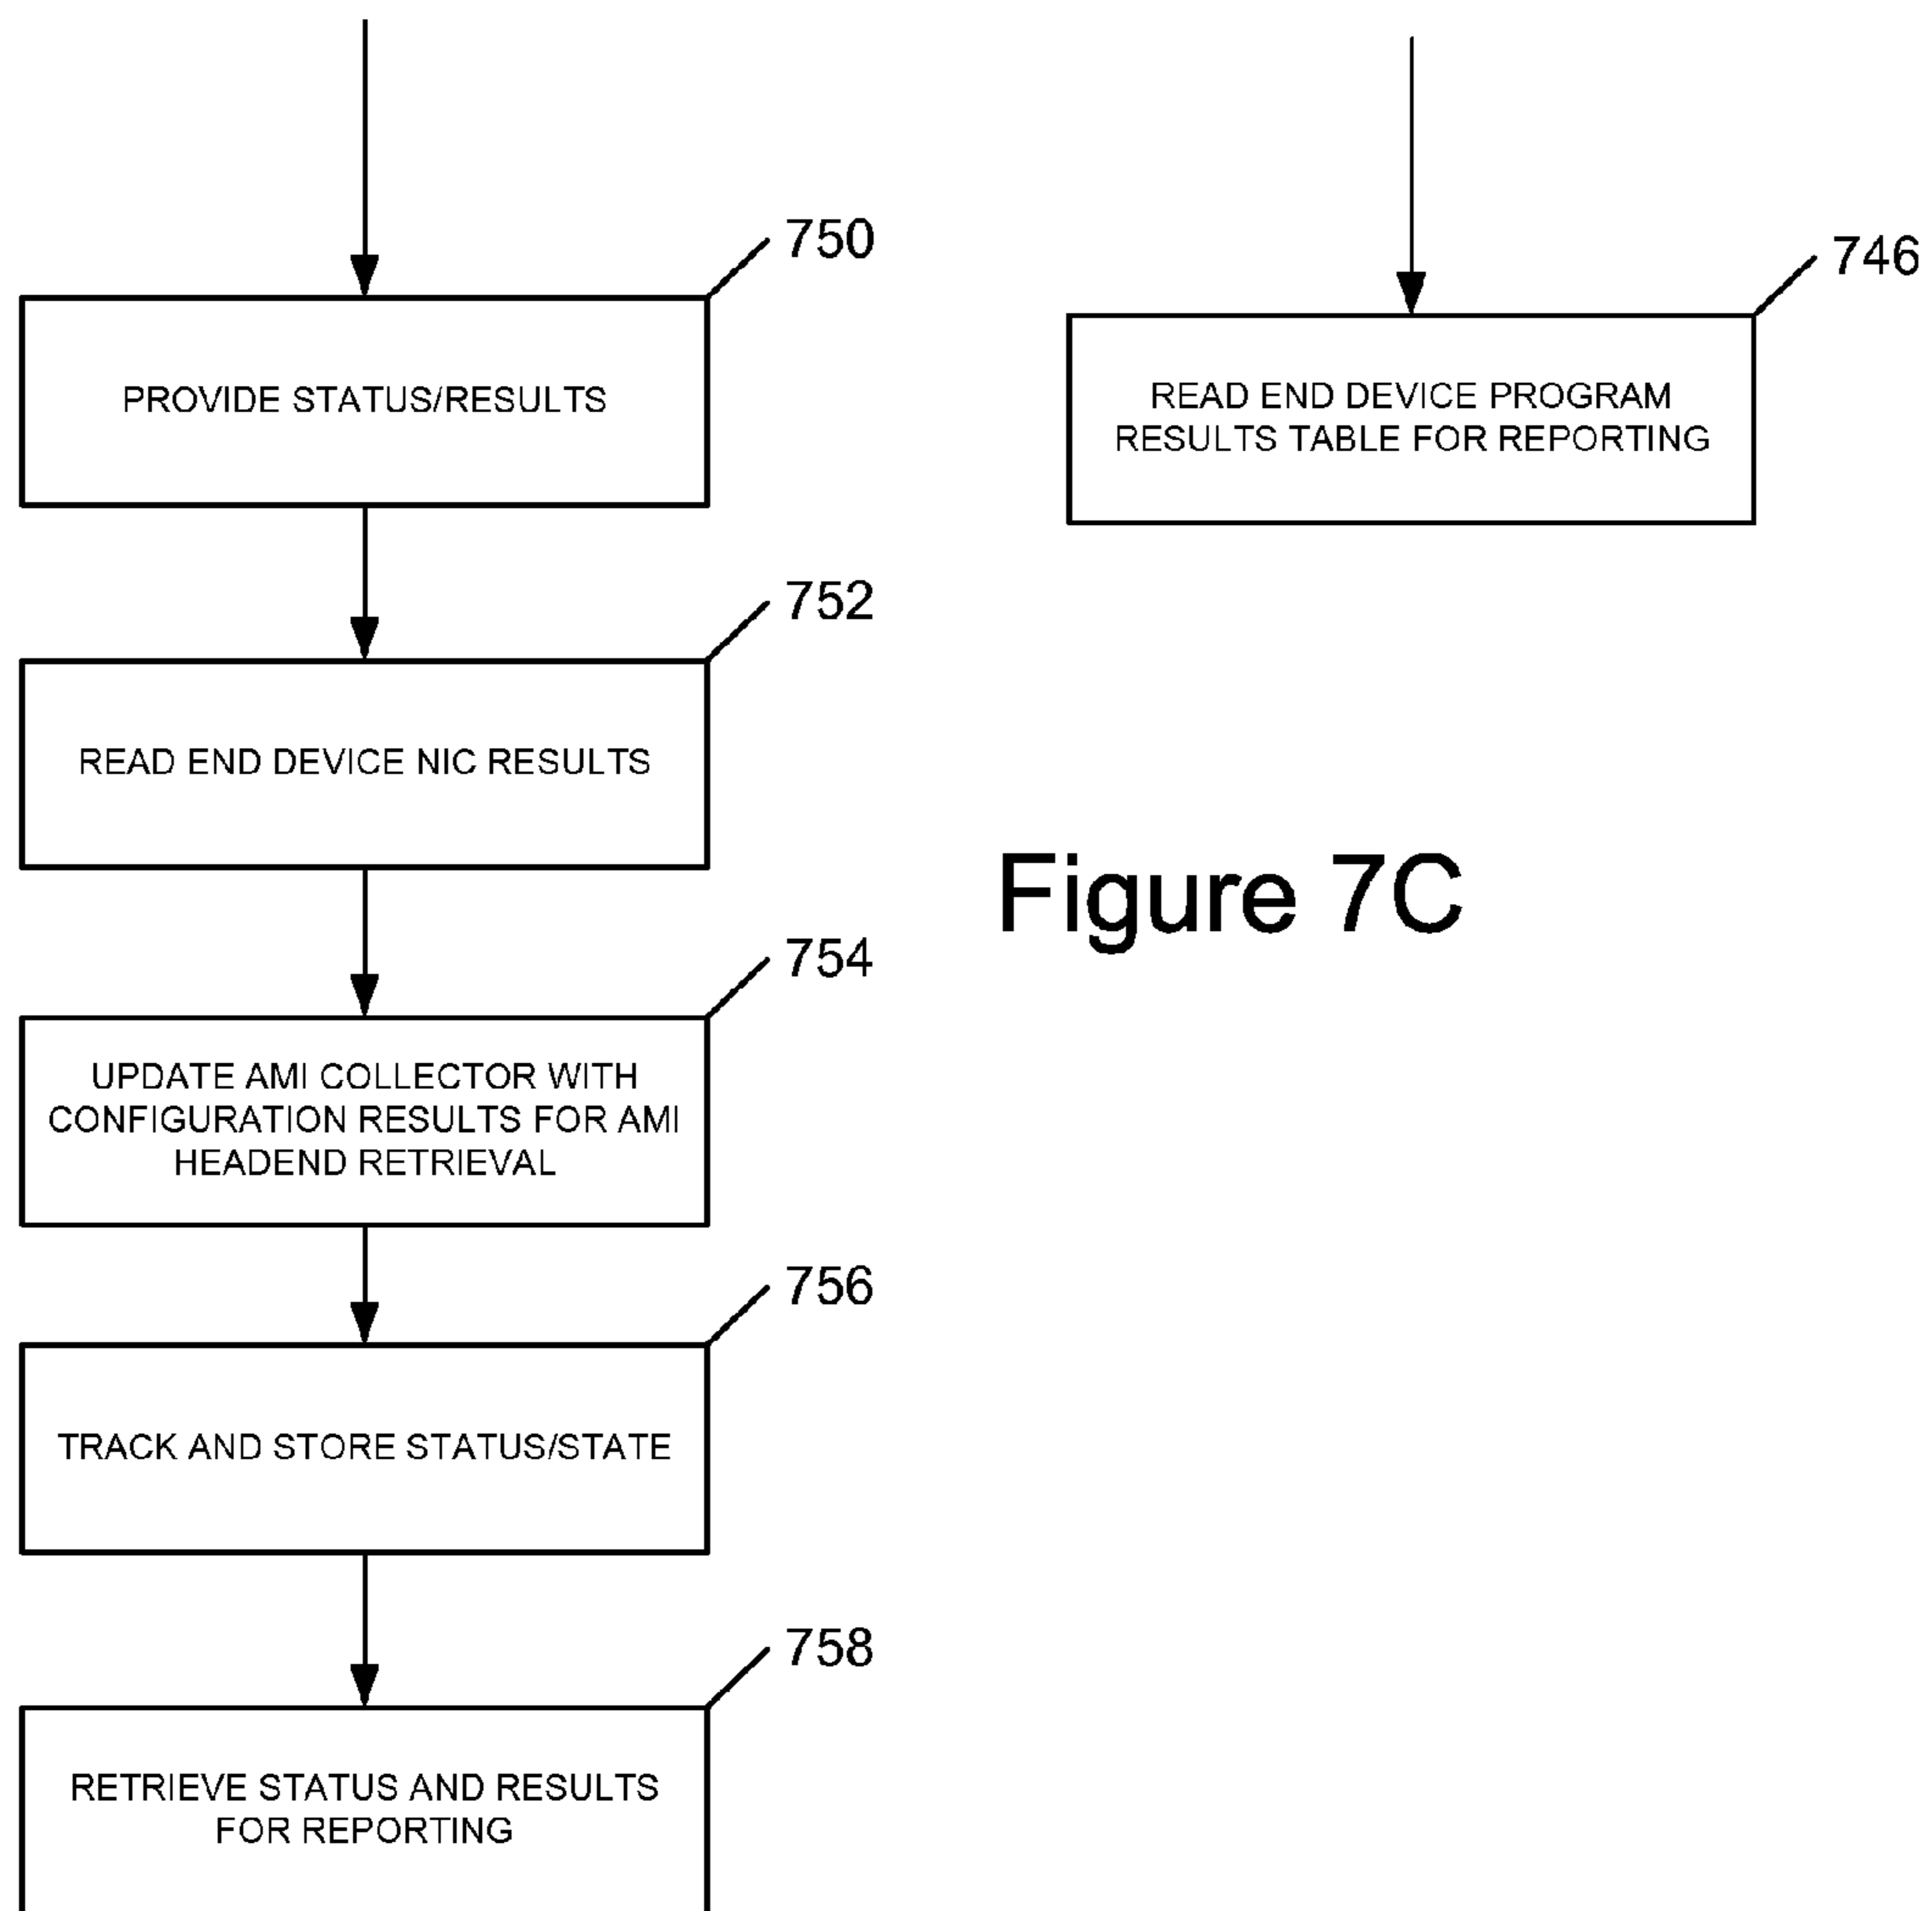 750
PROVIDE STATUS/RESULTS
752
READ END DEVICE NIC RESULTS
754
UPDATE AMI COLLECTOR WITH
CONFIGURATION RESULTS FOR AMI
HEADEND RETRIEVAL
756
TRACK AND STORE STATUS/STATE
758
RETRIEVE STATUS AND RESULTS
FOR REPORTING
746
READ END DEVICE PROGRAM
RESULTS TABLE FOR REPORTING
Figure 7C